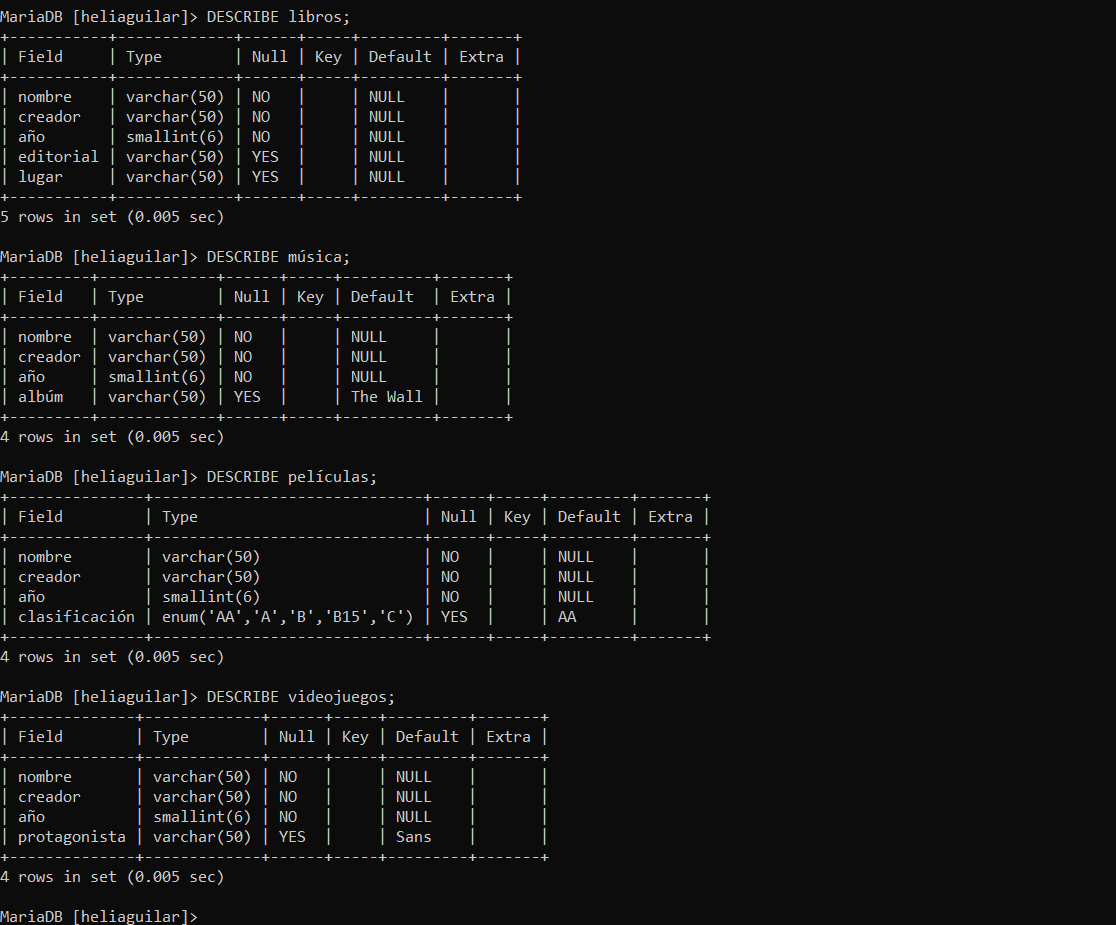 MariaDB [heliaguilar]> DESCRIBE libros;
+-----------+-------------+------+-----+---------+-------+
| Field     | Type        | Null | Key | Default | Extra |
+-----------+-------------+------+-----+---------+-------+
| nombre    | varchar(50) | NO   |     | NULL    |       |
| creador   | varchar(50) | NO   |     | NULL    |       |
| año       | smallint(6) | NO   |     | NULL    |       |
| editorial | varchar(50) | YES  |     | NULL    |       |
| lugar     | varchar(50) | YES  |     | NULL    |       |
+-----------+-------------+------+-----+---------+-------+
5 rows in set (0.005 sec)

MariaDB [heliaguilar]> DESCRIBE música;
+---------+-------------+------+-----+----------+-------+
| Field   | Type        | Null | Key | Default  | Extra |
+---------+-------------+------+-----+----------+-------+
| nombre  | varchar(50) | NO   |     | NULL     |       |
| creador | varchar(50) | NO   |     | NULL     |       |
| año     | smallint(6) | NO   |     | NULL     |       |
| albúm   | varchar(50) | YES  |     | The Wall |       |
+---------+-------------+------+-----+----------+-------+
4 rows in set (0.005 sec)

MariaDB [heliaguilar]> DESCRIBE películas;
+---------------+------------------------------+------+-----+---------+-------+
| Field         | Type                         | Null | Key | Default | Extra |
+---------------+------------------------------+------+-----+---------+-------+
| nombre        | varchar(50)                  | NO   |     | NULL    |       |
| creador       | varchar(50)                  | NO   |     | NULL    |       |
| año           | smallint(6)                  | NO   |     | NULL    |       |
| clasificación | enum('AA','A','B','B15','C') | YES  |     | AA      |       |
+---------------+------------------------------+------+-----+---------+-------+
4 rows in set (0.005 sec)

MariaDB [heliaguilar]> DESCRIBE videojuegos;
+--------------+-------------+------+-----+---------+-------+
| Field        | Type        | Null | Key | Default | Extra |
+--------------+-------------+------+-----+---------+-------+
| nombre       | varchar(50) | NO   |     | NULL    |       |
| creador      | varchar(50) | NO   |     | NULL    |       |
| año          | smallint(6) | NO   |     | NULL    |       |
| protagonista | varchar(50) | YES  |     | Sans    |       |
+--------------+-------------+------+-----+---------+-------+
4 rows in set (0.005 sec)

MariaDB [heliaguilar]>